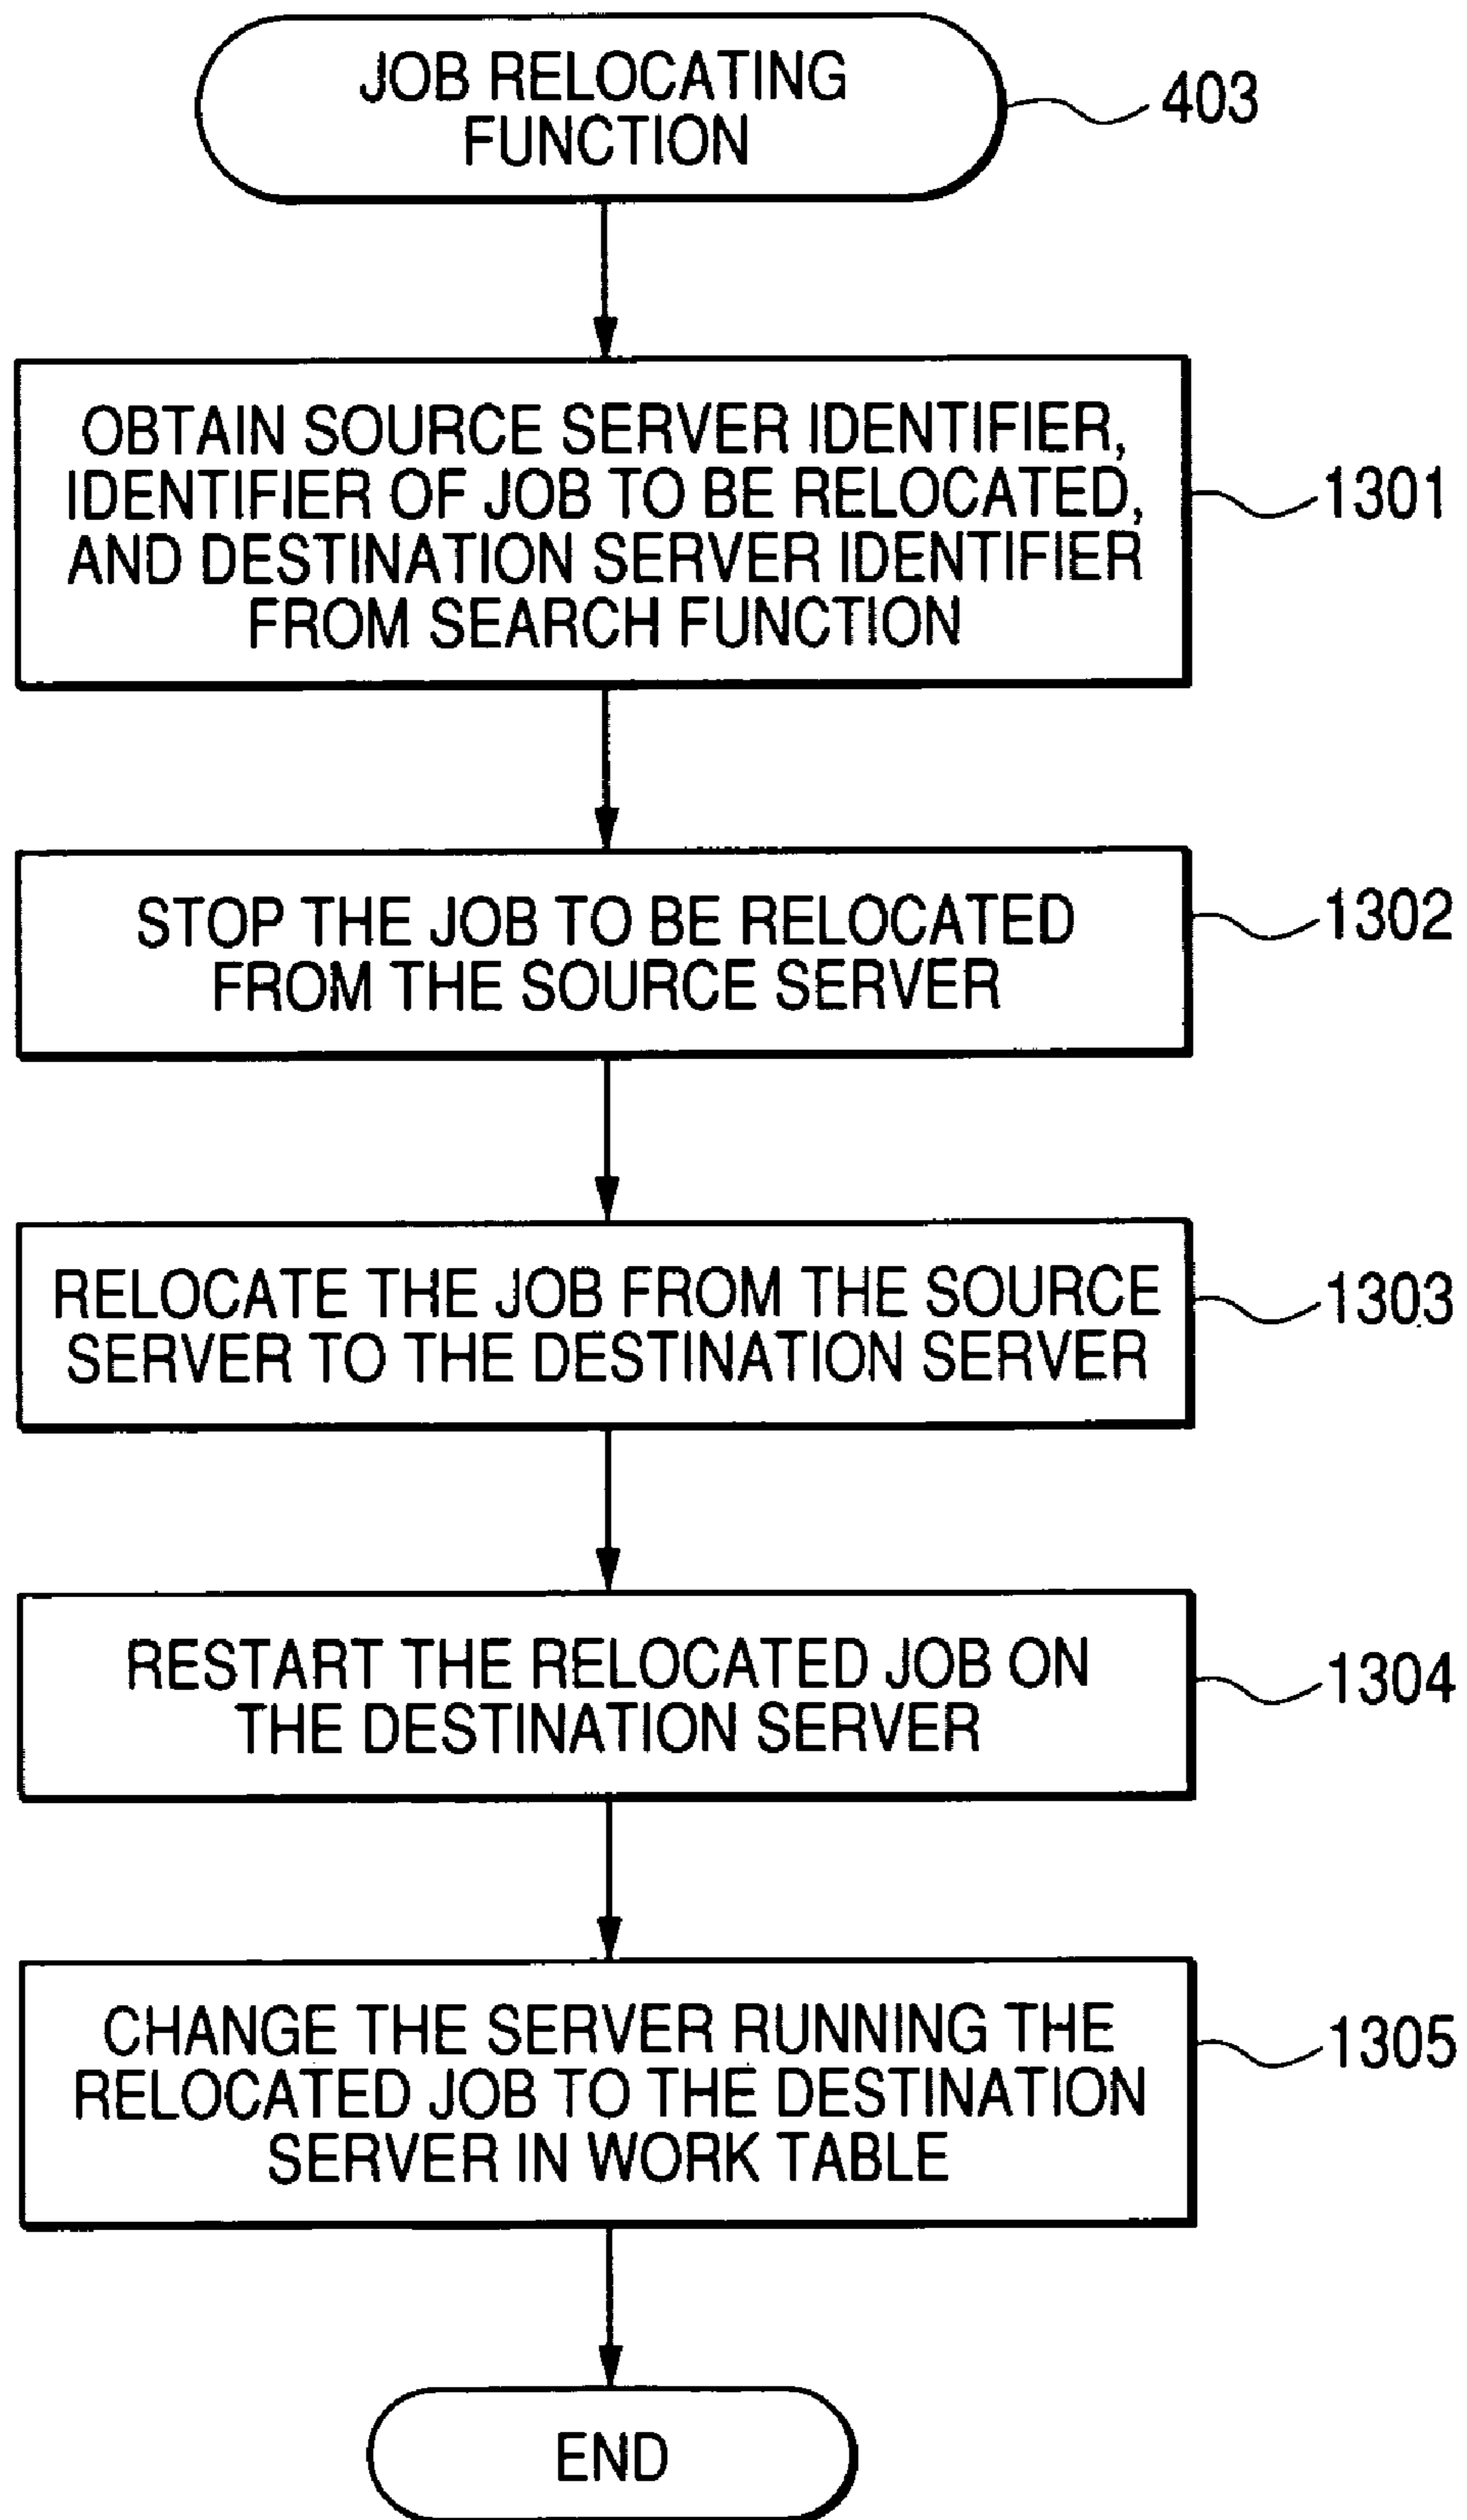 JOB RELOCATING
FUNCTION
403
OBTAIN SOURCE SERVER IDENTIFIER,
IDENTIFIER OF JOB TO BE RELOCATED,
AND DESTINATION SERVER IDENTIFIER
FROM SEARCH FUNCTION
1301
STOP THE JOB TO BE RELOCATED
FROM THE SOURCE SERVER
1302
RELOCATE THE JOB FROM THE SOURCE
SERVER TO THE DESTINATION SERVER
1303
RESTART THE RELOCATED JOB ON
THE DESTINATION SERVER
1304
CHANGE THE SERVER RUNNING THE
RELOCATED JOB TO THE DESTINATION
SERVER IN WORK TABLE
1305
END